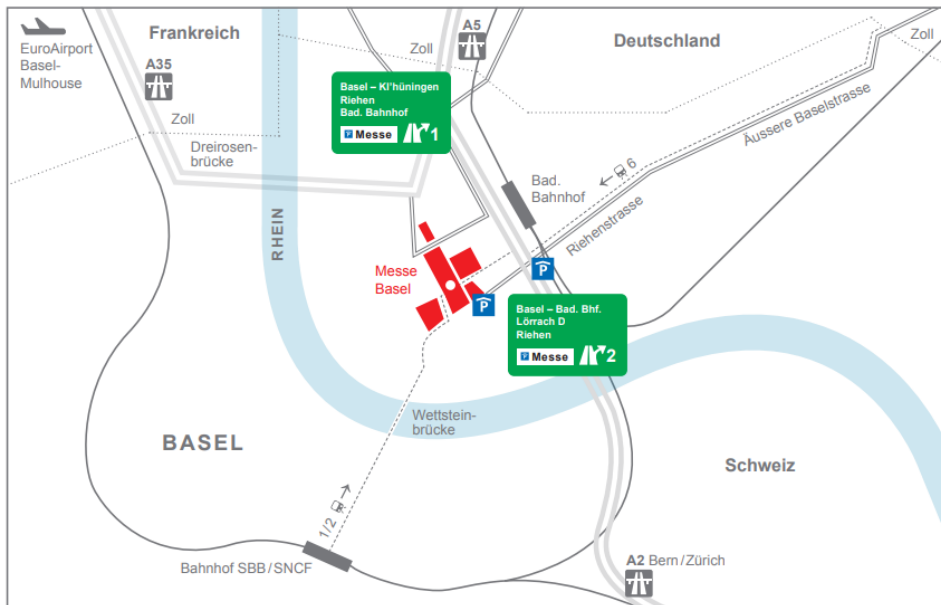 Frankreich
A5
Deutschland
Zoll
Zoll
EuroAirport
Basel-
Mulhouse
A35
Basel – Kl'hüningen
Riehen
Bad. Bahnhof
P Messe 1
Zoll
Dreirosen-
brücke
Äussere Baselstrasse
6
Bad.
Bahnhof
Riehenstrasse
RHEIN
Messe
Basel
P
P
Basel – Bad. Bhf.
Lörrach D
Riehen
P Messe 2
Wettstein-
brücke
BASEL
Schweiz
1/2
Bahnhof SBB/SNCF
A2 Bern/Zürich